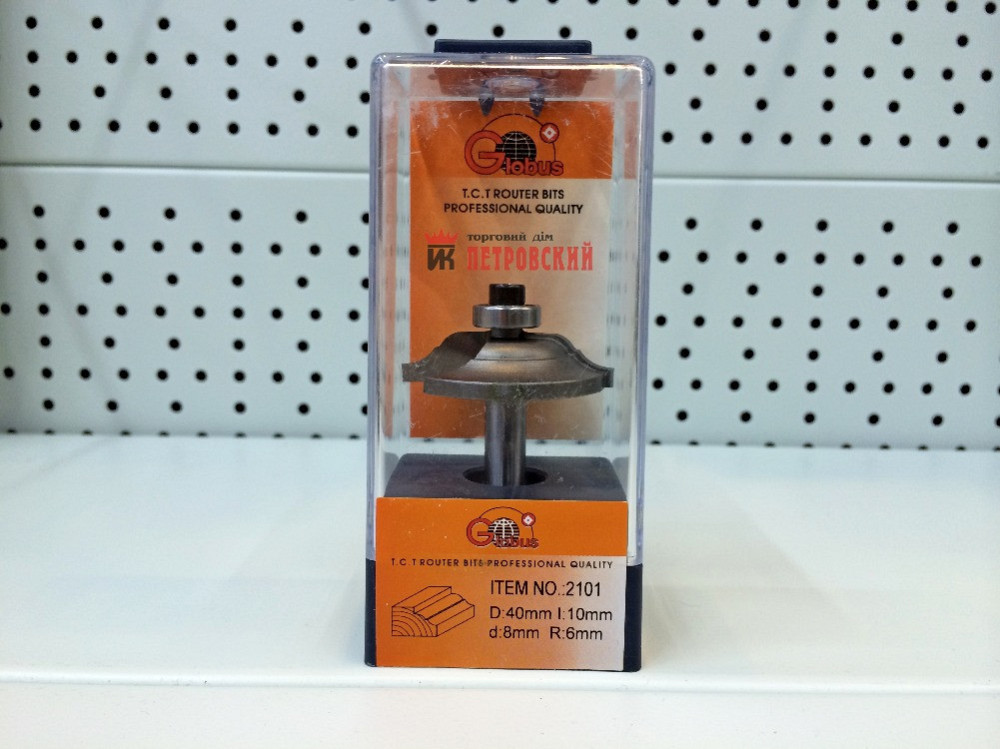 Globus
T.C.T ROUTER BITS
PROFESSIONAL QUALITY
торговий дім
ИК ПЕТРОВСКИЙ
Globus
T.C.T ROUTER BITS PROFESSIONAL QUALITY
ITEM NO.:2101
D:40mm I:10mm
d:8mm R:6mm